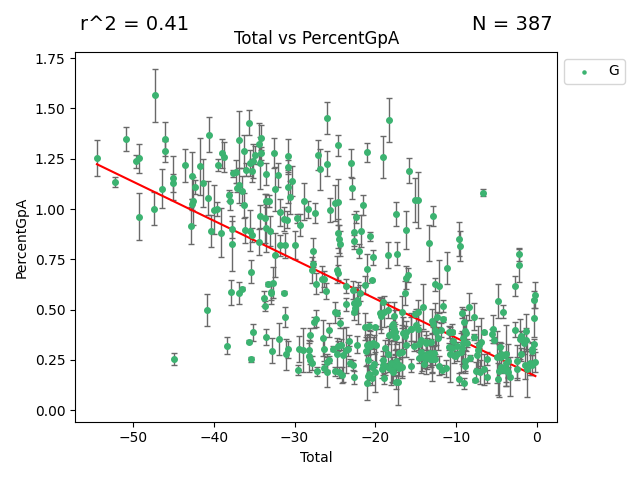 r^2 = 0.41
N = 387
Total vs PercentGpA
G
1.75
1.50
1.25
1.00
0.75
0.50
0.25
0.00
PercentGpA
−50 −40 −30 −20 −10 0
Total